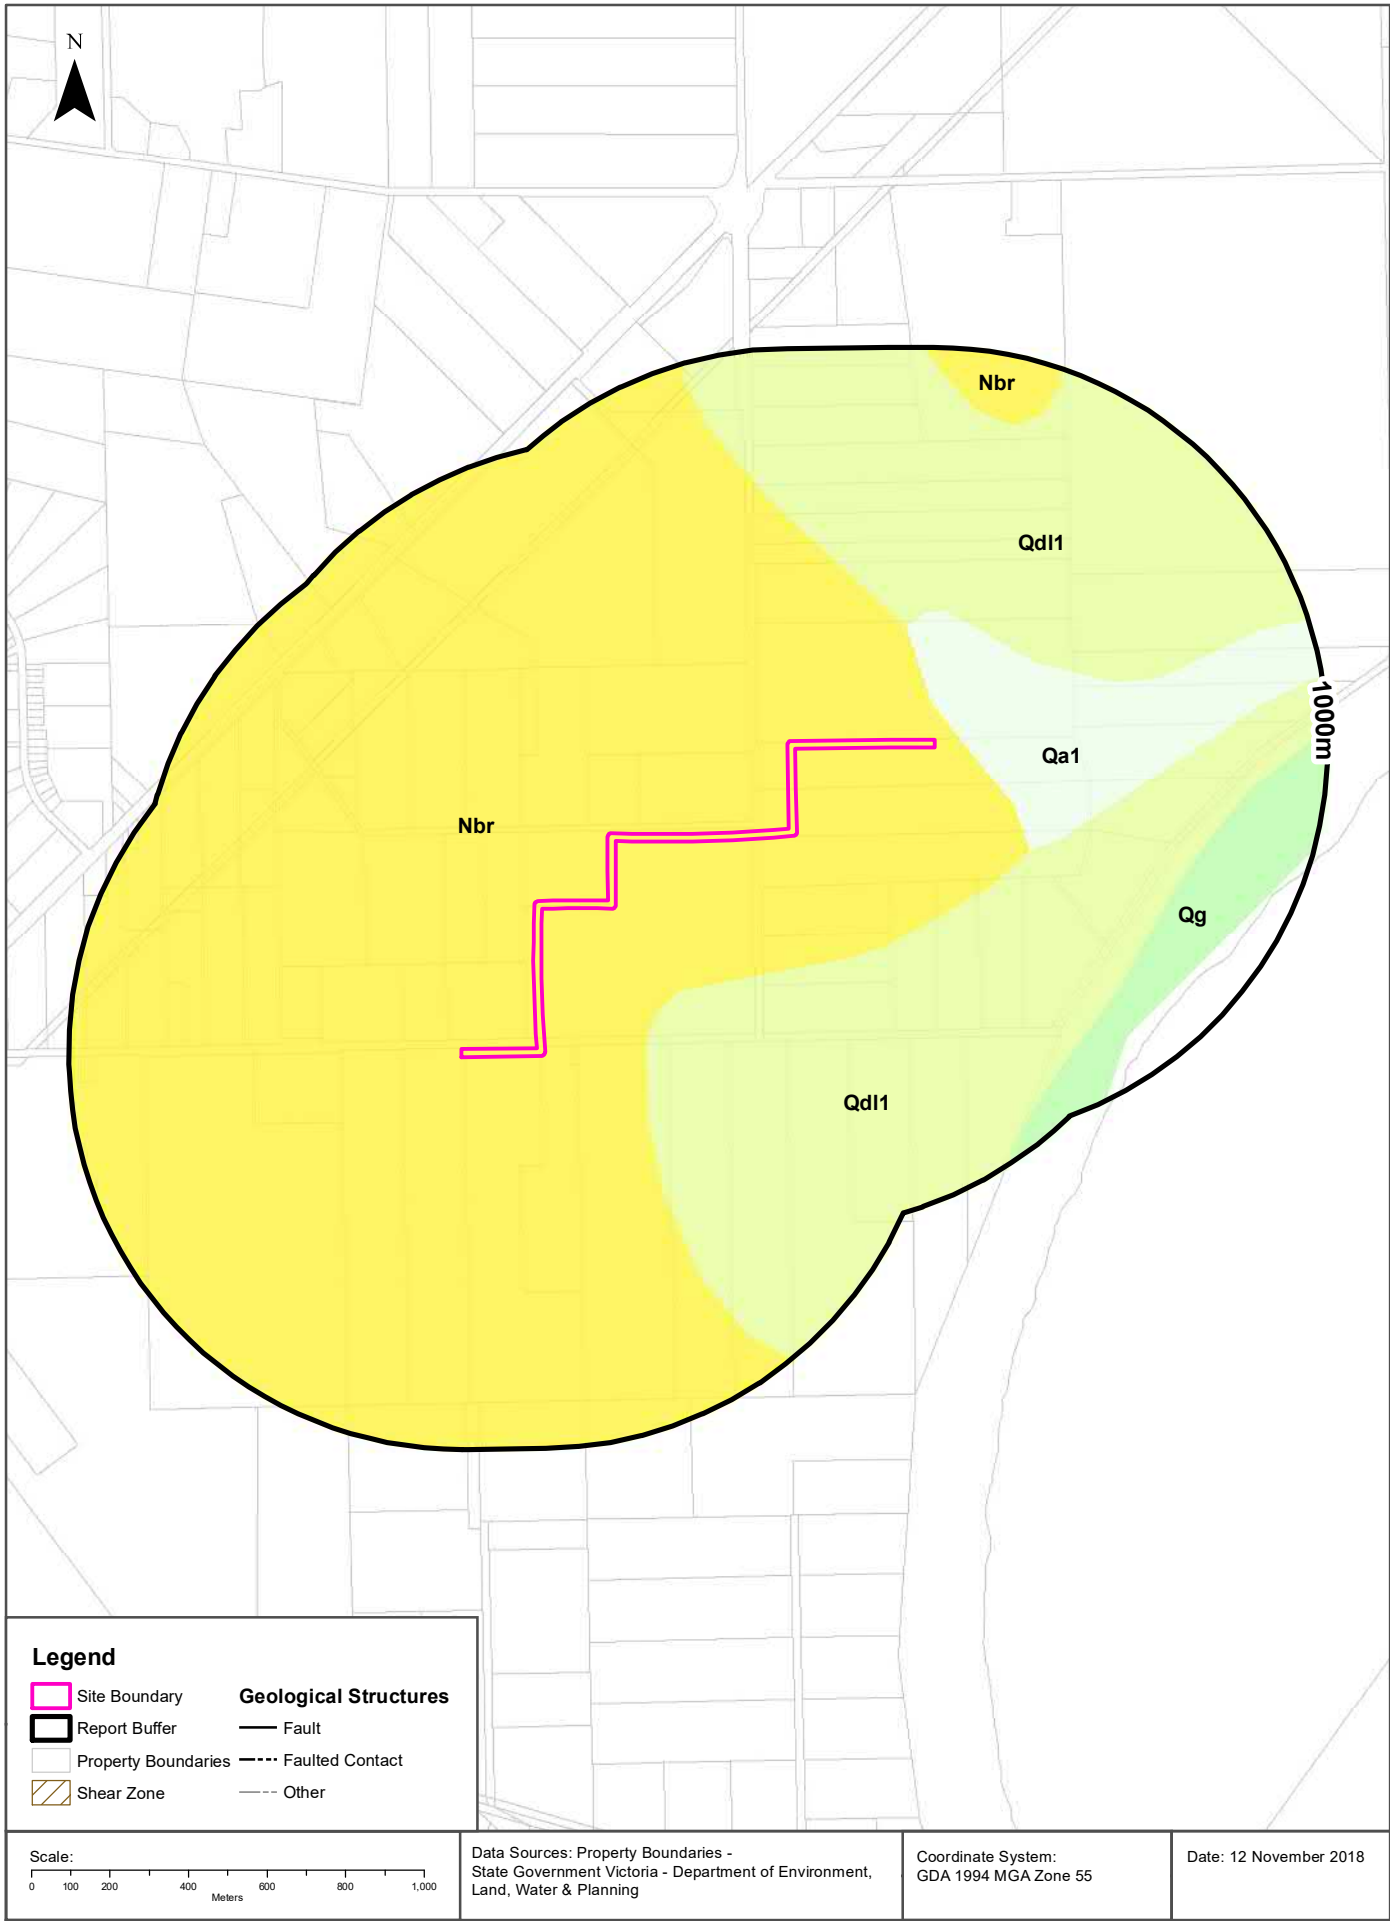 N
Nbr
Qdl1
1000m
Qa1
Nbr
Qg
Qdl1
Legend
Site Boundary
Report Buffer
Property Boundaries
Shear Zone
Geological Structures
Fault
Faulted Contact
Other
Scale:
0 100 200 400 600 800 1,000
Meters
Data Sources: Property Boundaries -
State Government Victoria - Department of Environment,
Land, Water & Planning
Coordinate System:
GDA 1994 MGA Zone 55
Date: 12 November 2018